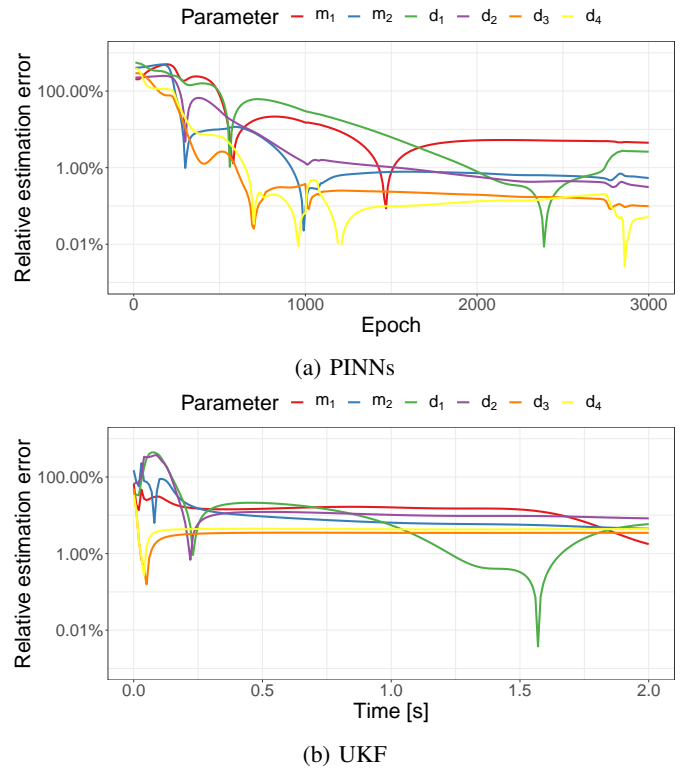 Parameter m₁ m₂ d₁ d₂ d₃ d₄
Relative estimation error
100.00%
1.00%
0.01%
0 1000 2000 3000
Epoch
(a) PINNs
Parameter m₁ m₂ d₁ d₂ d₃ d₄
Relative estimation error
100.00%
1.00%
0.01%
0.0 0.5 1.0 1.5 2.0
Time [s]
(b) UKF